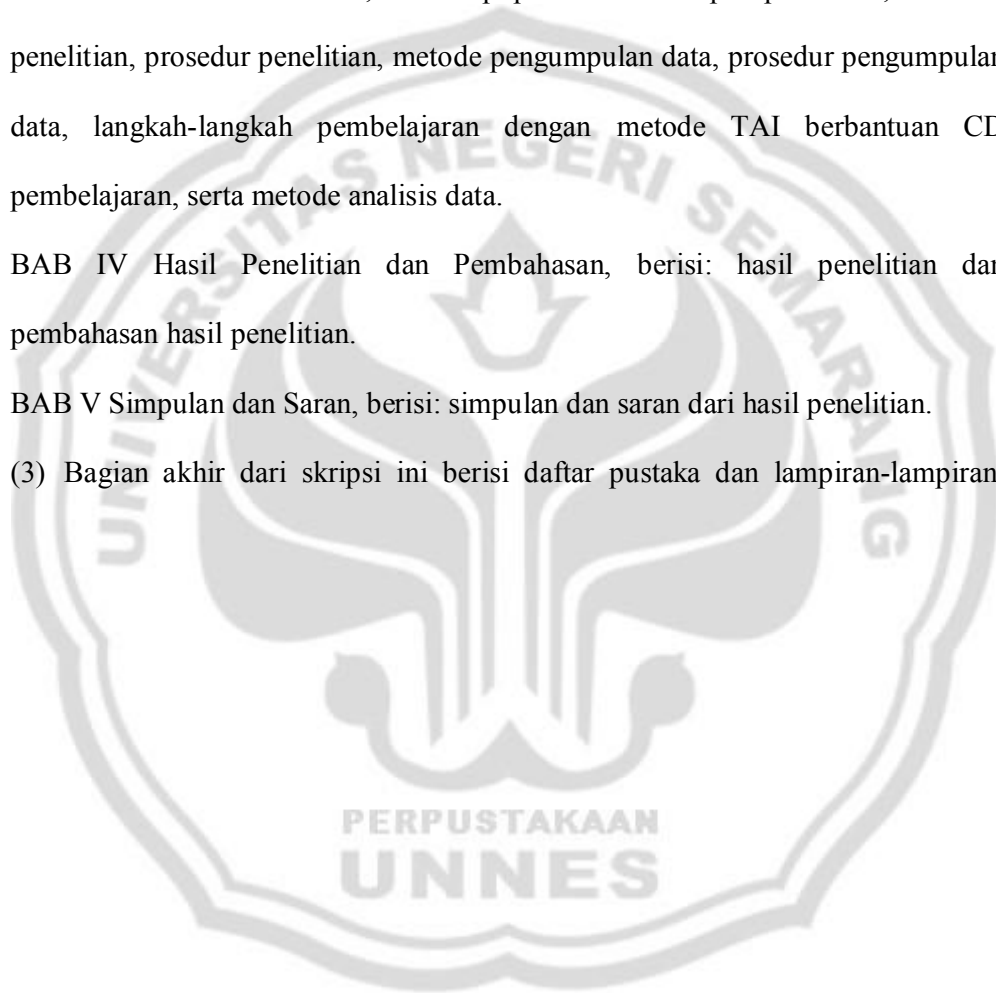 penelitian, prosedur penelitian, metode pengumpulan data, prosedur pengumpulan
data, langkah-langkah pembelajaran dengan metode TAI berbantuan CD
pembelajaran, serta metode analisis data.
BAB IV Hasil Penelitian dan Pembahasan, berisi: hasil penelitian dan
pembahasan hasil penelitian.
BAB V Simpulan dan Saran, berisi: simpulan dan saran dari hasil penelitian.
(3) Bagian akhir dari skripsi ini berisi daftar pustaka dan lampiran-lampiran
UNIVERSITAS NEGERI SEMARANG
PERPUSTAKAAN
UNNES